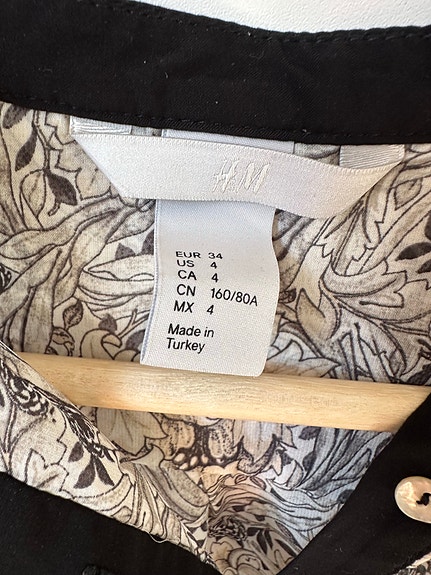 H&M
EUR 34
US 4
CA 4
CN 160/80A
MX 4
Made in
Turkey